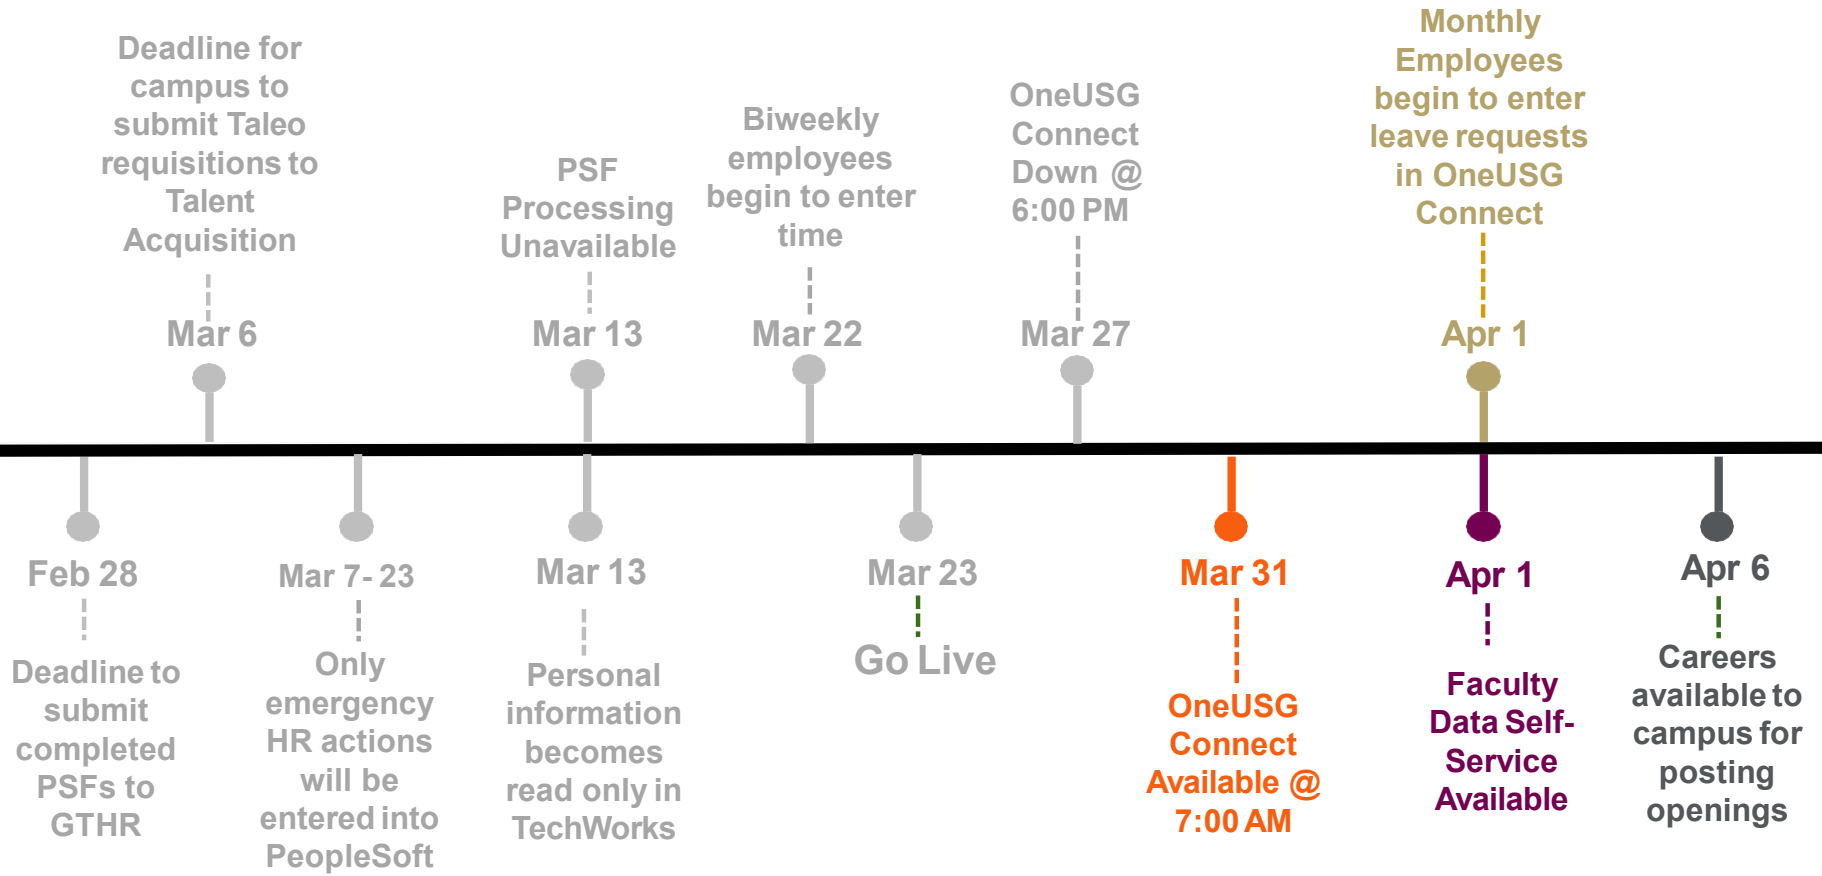 Deadline for
campus to
submit Taleo
requisitions to
Talent
Acquisition
Mar 6
PSF
Processing
Unavailable
Mar 13
Biweekly
employees
begin to enter
time
Mar 22
OneUSG
Connect
Down @
6:00 PM
Mar 27
Monthly
Employees
begin to enter
leave requests
in OneUSG
Connect
Apr 1
Feb 28
Deadline to
submit
completed
PSFs to
GTHR
Mar 7- 23
Only
emergency
HR actions
will be
entered into
PeopleSoft
Mar 13
Personal
information
becomes
read only in
TechWorks
Mar 23
Go Live
Mar 31
OneUSG
Connect
Available @
7:00 AM
Apr 1
Faculty
Data Self-
Service
Available
Apr 6
Careers
available to
campus for
posting
openings